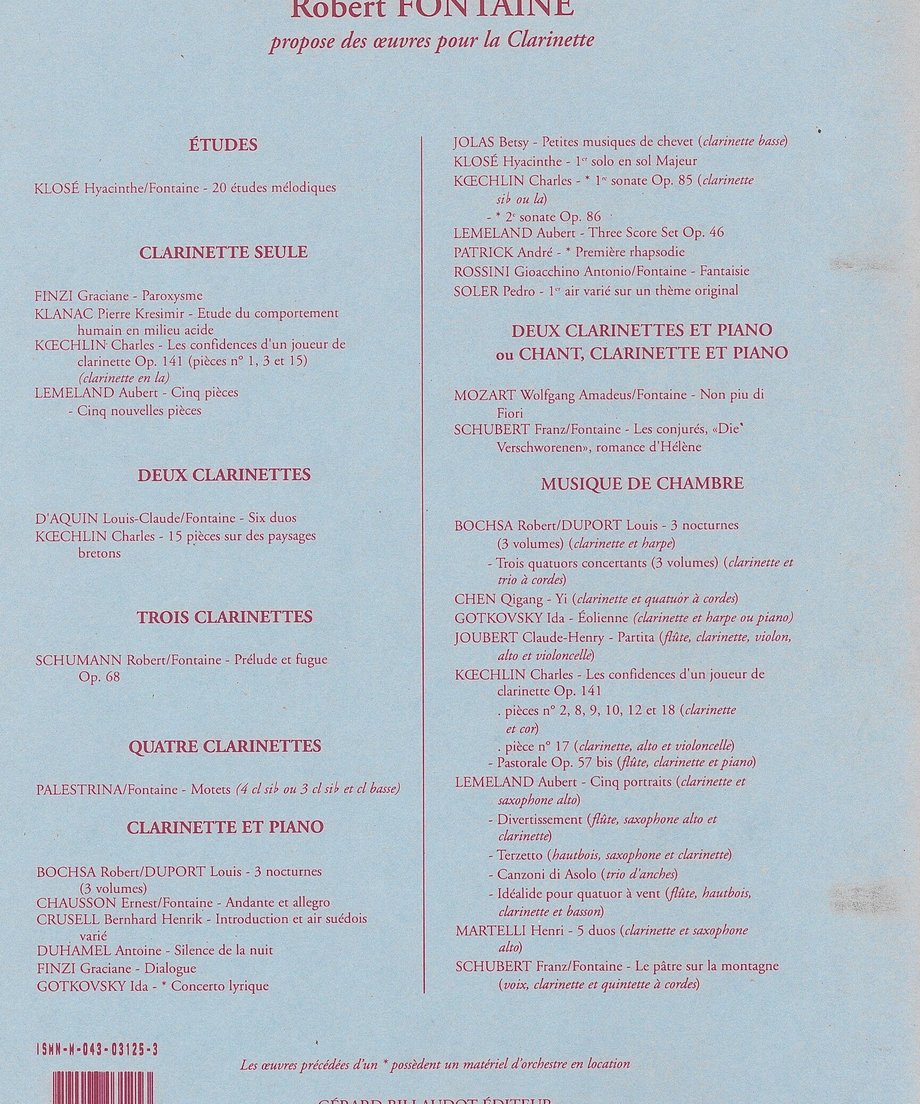 Robert FONTAINE
propose des œuvres pour la Clarinette
ÉTUDES
KLOSÉ Hyacinthe/Fontaine - 20 études mélodiques
CLARINETTE SEULE
FINZI Graciane - Paroxysme
KLANAC Pierre Kresimir - Etude du comportement
humain en milieu acide
KŒCHLIN Charles - Les confidences d'un joueur de
clarinette Op. 141 (pièces n° 1, 3 et 15)
(clarinette en la)
LEMELAND Aubert - Cinq pièces
- Cinq nouvelles pièces
DEUX CLARINETTES
D'AQUIN Louis-Claude/Fontaine - Six duos
KŒCHLIN Charles - 15 pièces sur des paysages
bretons
TROIS CLARINETTES
SCHUMANN Robert/Fontaine - Prélude et fugue
Op. 68
QUATRE CLARINETTES
PALESTRINA/Fontaine - Motets (4 cl si♭ ou 3 cl si♭ et cl basse)
CLARINETTE ET PIANO
BOCHSA Robert/DUPORT Louis - 3 nocturnes
(3 volumes)
CHAUSSON Ernest/Fontaine - Andante et allegro
CRUSELL Bernhard Henrik - Introduction et air suédois
varié
DUHAMEL Antoine - Silence de la nuit
FINZI Graciane - Dialogue
GOTKOVSKY Ida - * Concerto lyrique
JOLAS Betsy - Petites musiques de chevet (clarinette basse)
KLOSÉ Hyacinthe - 1er solo en sol Majeur
KŒCHLIN Charles - * 1re sonate Op. 85 (clarinette
si♭ ou la)
- * 2e sonate Op. 86
LEMELAND Aubert - Three Score Set Op. 46
PATRICK André - * Première rhapsodie
ROSSINI Gioacchino Antonio/Fontaine - Fantaisie
SOLER Pedro - 1er air varié sur un thème original
DEUX CLARINETTES ET PIANO
ou CHANT, CLARINETTE ET PIANO
MOZART Wolfgang Amadeus/Fontaine - Non piu di
Fiori
SCHUBERT Franz/Fontaine - Les conjurés, «Die
Verschworenen», romance d'Hélène
MUSIQUE DE CHAMBRE
BOCHSA Robert/DUPORT Louis - 3 nocturnes
(3 volumes) (clarinette et harpe)
- Trois quatuors concertants (3 volumes) (clarinette et
trio à cordes)
CHEN Qigang - Yi (clarinette et quatuor à cordes)
GOTKOVSKY Ida - Éolienne (clarinette et harpe ou piano)
JOUBERT Claude-Henry - Partita (flûte, clarinette, violon,
alto et violoncelle)
KŒCHLIN Charles - Les confidences d'un joueur de
clarinette Op. 141
. pièces n° 2, 8, 9, 10, 12 et 18 (clarinette
et cor)
. pièce n° 17 (clarinette, alto et violoncelle)
- Pastorale Op. 57 bis (flûte, clarinette et piano)
LEMELAND Aubert - Cinq portraits (clarinette et
saxophone alto)
- Divertissement (flûte, saxophone alto et
clarinette)
- Terzetto (hautbois, saxophone et clarinette)
- Canzoni di Asolo (trio d'anches)
- Idéalide pour quatuor à vent (flûte, hautbois,
clarinette et basson)
MARTELLI Henri - 5 duos (clarinette et saxophone
alto)
SCHUBERT Franz/Fontaine - Le pâtre sur la montagne
(voix, clarinette et quintette à cordes)
ISMN-M-043-03125-3
Les œuvres précédées d'un * possèdent un matériel d'orchestre en location
GÉRARD BILLAUDOT ÉDITEUR